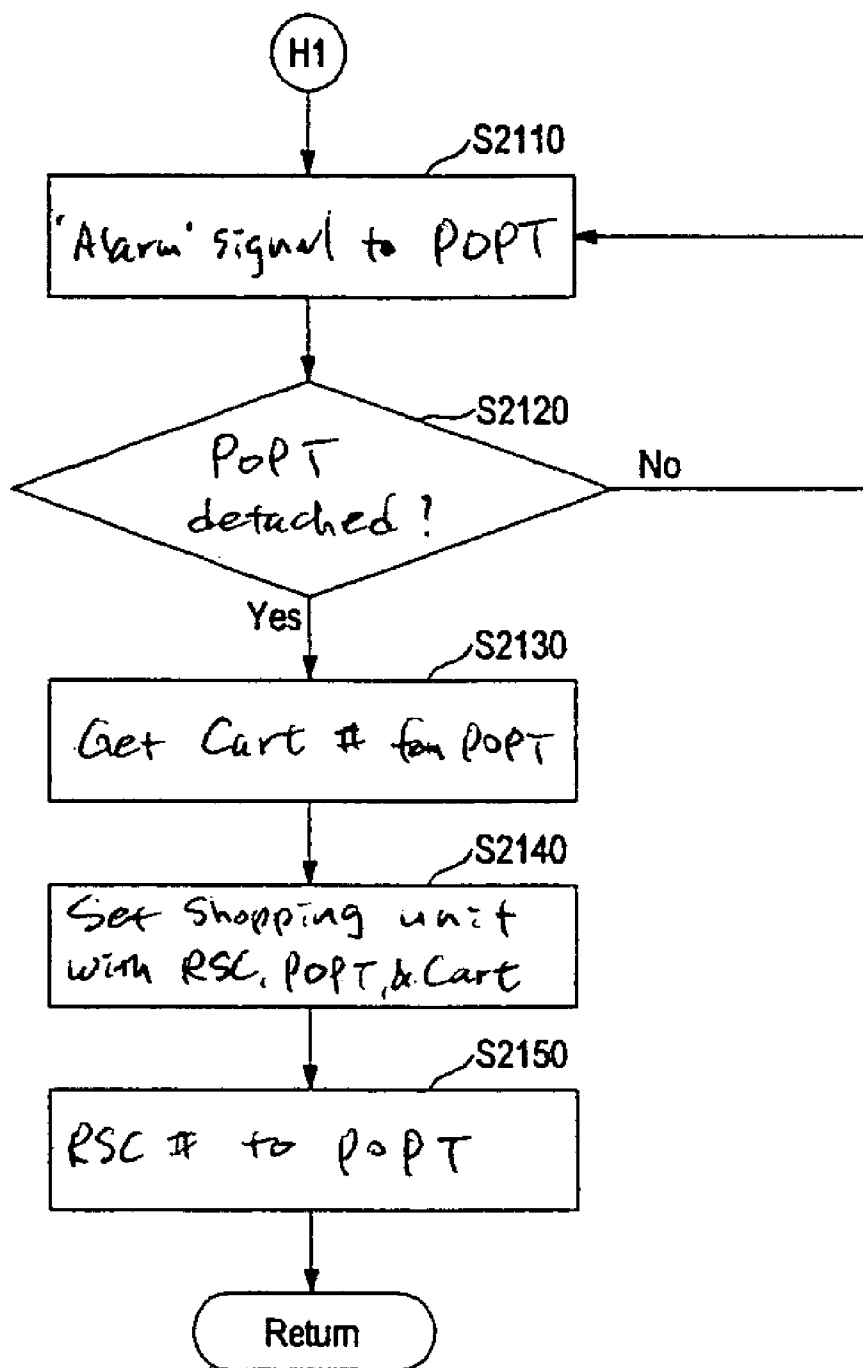 H1
S2110
'Alarm' signal to POPT
S2120
POPT
detached?
No
Yes
S2130
Get Cart # fom POPT
S2140
Set Shopping unit
with RSC, POPT, & Cart
S2150
RSC # to POPT
Return